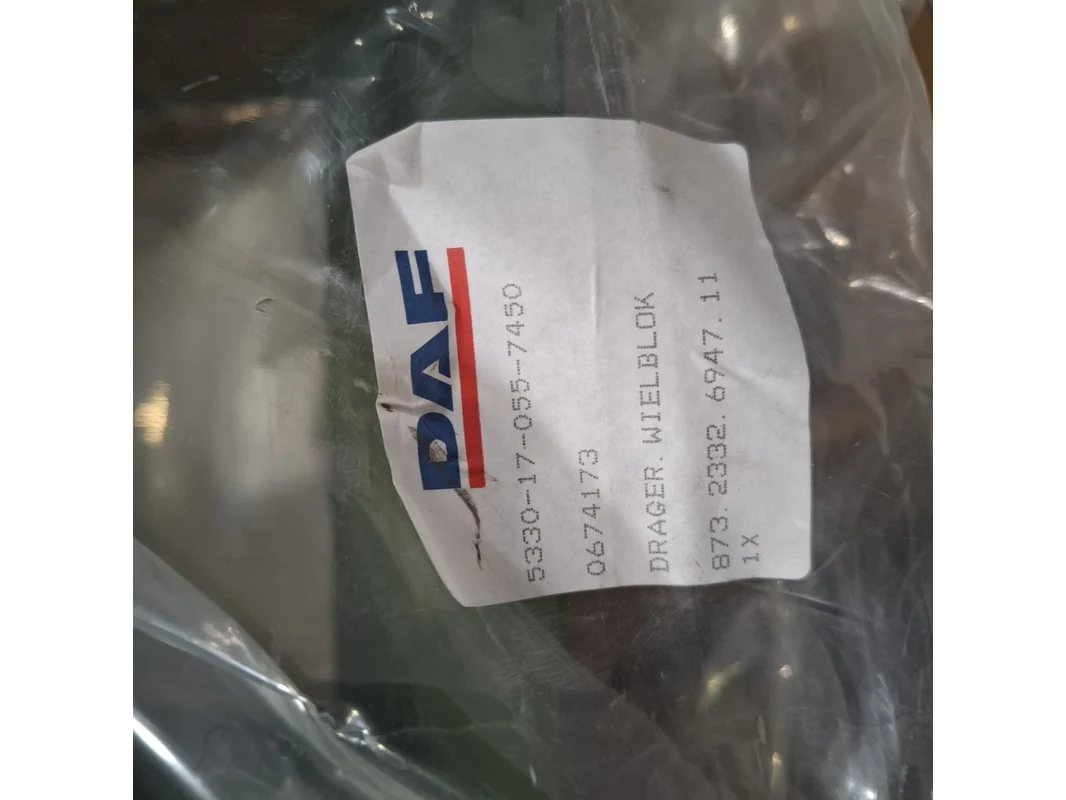 DAF
5330-17-055-7450
0674173
DRAGER. WIELBLOK
873. 2332. 6947. 11
1X